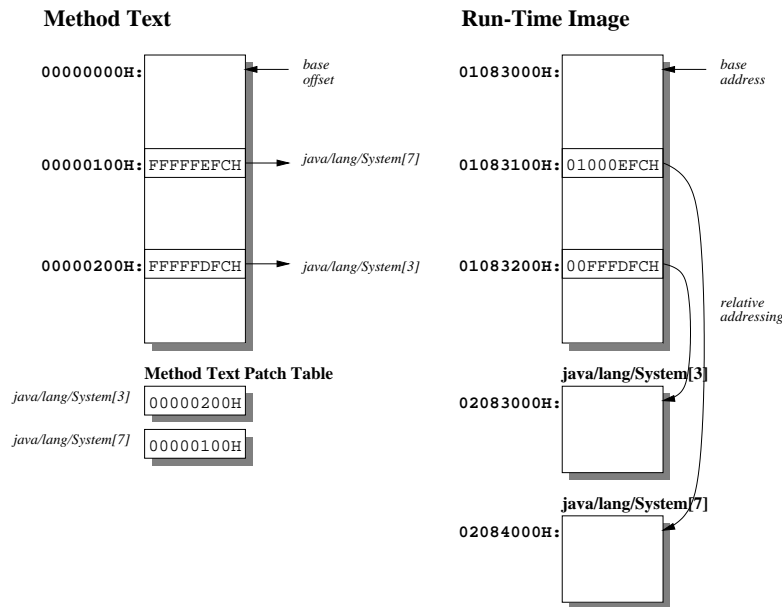 Method Text
00000000H:
base
offset
00000100H:
FFFFFEFCH
java/lang/System[7]
00000200H:
FFFFFDFCH
java/lang/System[3]
Method Text Patch Table
java/lang/System[3]
00000200H
java/lang/System[7]
00000100H
Run-Time Image
01083000H:
base
address
01083100H:
01000EFCH
01083200H:
00FFFDFCH
relative
addressing
java/lang/System[3]
02083000H:
java/lang/System[7]
02084000H: